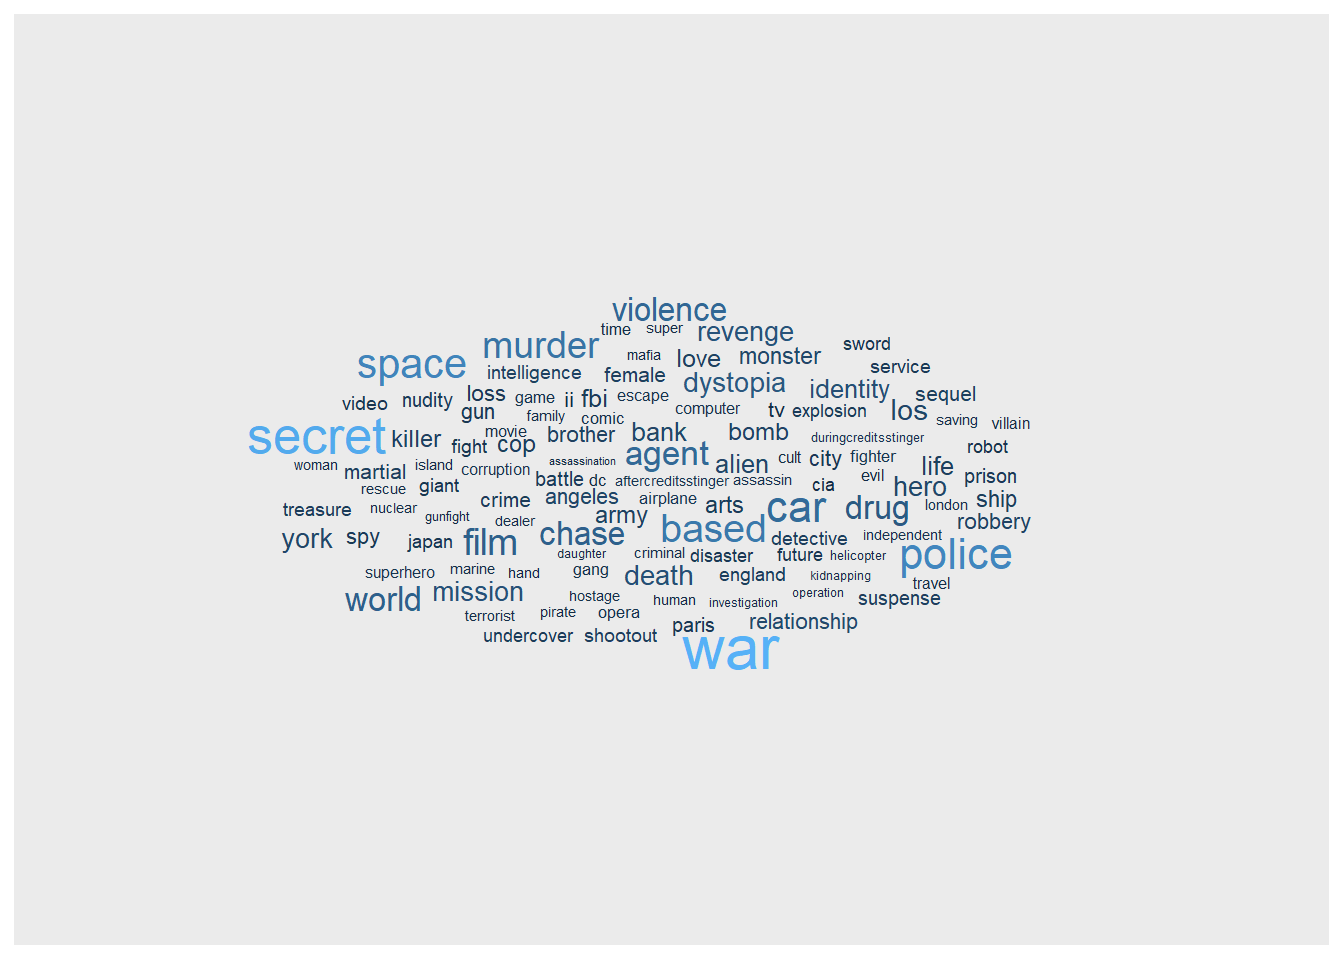 violence
time super revenge
murder sword
mafia love monster
space intelligence female service
dystopia identity
video nudity loss game ii fbi escape sequel
gun family comic computer tv explosion los saving villain
secret killer movie brother bank bomb duringcreditsstinger
fight cop agent robot
woman martial island corruption assassination alien cult city fighter life
rescue giant battle dc aftercreditsstinger assassin cia evil hero prison
treasure nuclear crime angeles airplane arts car drug london ship
gunfight dealer army robbery
york spy japan film chase based detective independent
daughter criminal disaster future helicopter police
superhero marine hand gang death england kidnapping travel
world mission hostage human investigation operation suspense
terrorist pirate opera paris relationship
undercover shootout
war